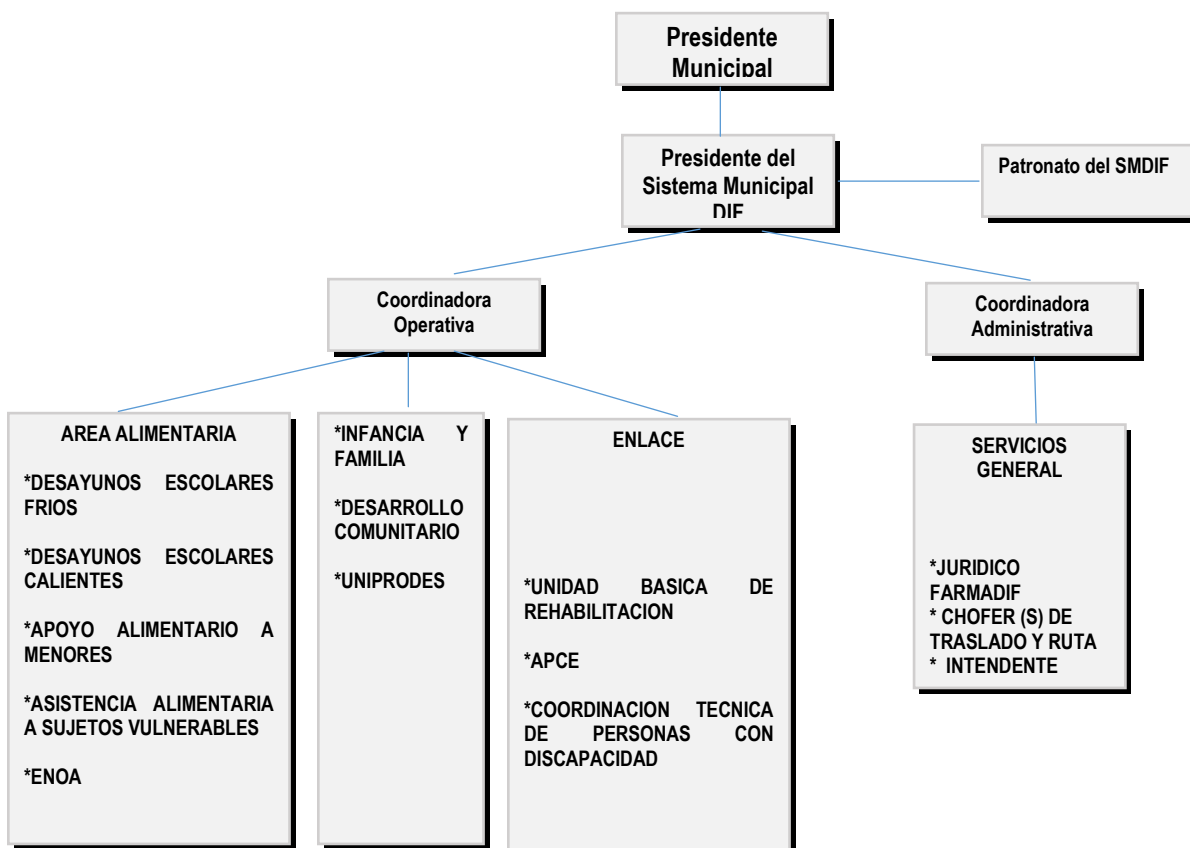 Presidente
Municipal
Presidente del
Sistema Municipal
DIF
Patronato del SMDIF
Coordinadora
Operativa
Coordinadora
Administrativa
AREA ALIMENTARIA
*DESAYUNOS ESCOLARES
FRIOS
*DESAYUNOS ESCOLARES
CALIENTES
*APOYO ALIMENTARIO A
MENORES
*ASISTENCIA ALIMENTARIA
A SUJETOS VULNERABLES
*ENOA
*INFANCIA Y
FAMILIA
*DESARROLLO
COMUNITARIO
*UNIPRODES
ENLACE
*UNIDAD BASICA DE
REHABILITACION
*APCE
*COORDINACION TECNICA
DE PERSONAS CON
DISCAPACIDAD
SERVICIOS
GENERAL
*JURIDICO
FARMADIF
* CHOFER (S) DE
TRASLADO Y RUTA
* INTENDENTE